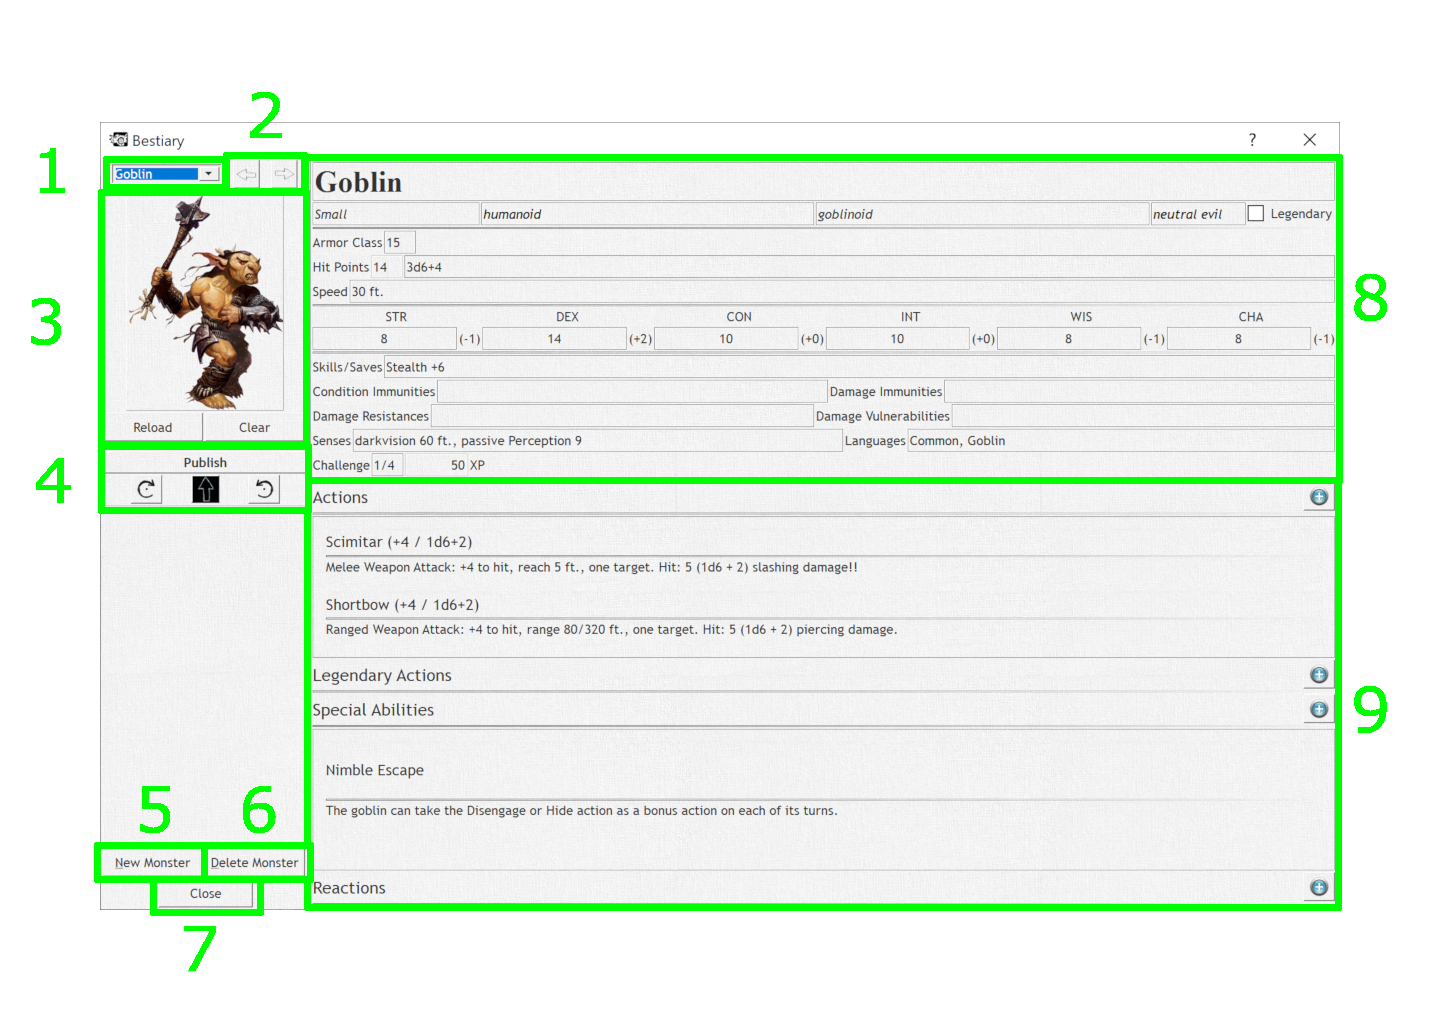 2
Bestiary
?
1
Goblin
Goblin
Small humanoid goblinoid neutral evil Legendary
Armor Class 15
Hit Points 14 3d6+4
Speed 30 ft.
3
8
STR DEX CON INT WIS CHA
8 (-1) 14 (+2) 10 (+0) 10 (+0) 8 (-1) 8 (-1)
Skills/Saves Stealth +6
Condition Immunities Damage Immunities
Damage Resistances Damage Vulnerabilities
Reload Clear
Senses darkvision 60 ft., passive Perception 9 Languages Common, Goblin
Challenge 1/4 50 XP
4
Publish
Actions
Scimitar (+4 / 1d6+2)
Melee Weapon Attack: +4 to hit, reach 5 ft., one target. Hit: 5 (1d6 + 2) slashing damage!!
Shortbow (+4 / 1d6+2)
Ranged Weapon Attack: +4 to hit, range 80/320 ft., one target. Hit: 5 (1d6 + 2) piercing damage.
Legendary Actions
Special Abilities
9
Nimble Escape
The goblin can take the Disengage or Hide action as a bonus action on each of its turns.
5 6
New Monster Delete Monster
Reactions
Close
7